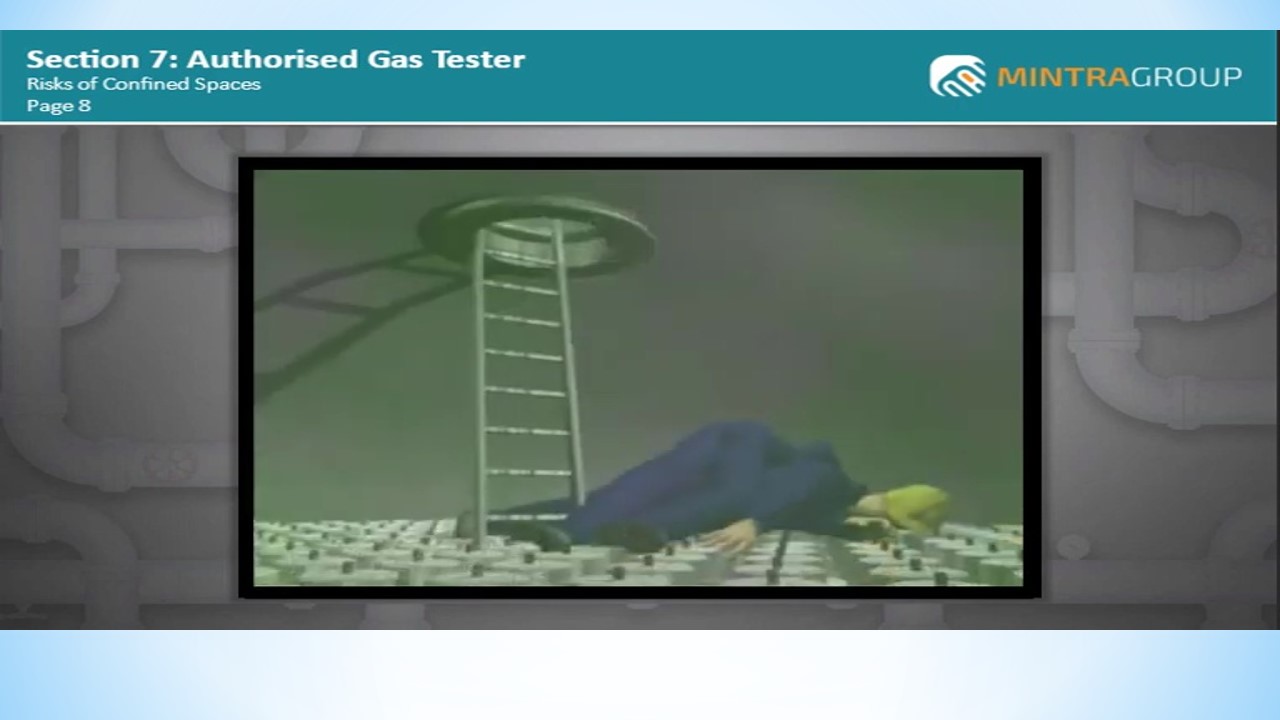 Section 7: Authorised Gas Tester
Risks of Confined Spaces
Page 8
MINTRAGROUP